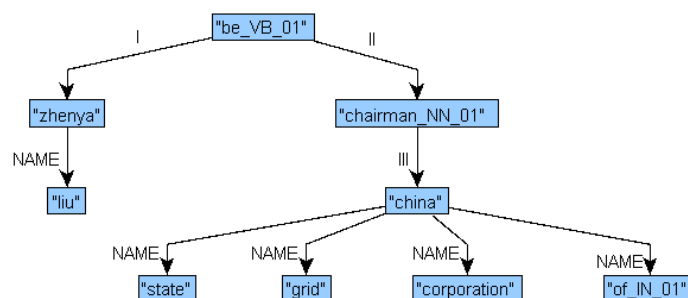 "be_VB_01"
I II
"zhenya" "chairman_NN_01"
NAME III
"liu" "china"
NAME NAME NAME NAME
"state" "grid" "corporation" "of_IN_01"